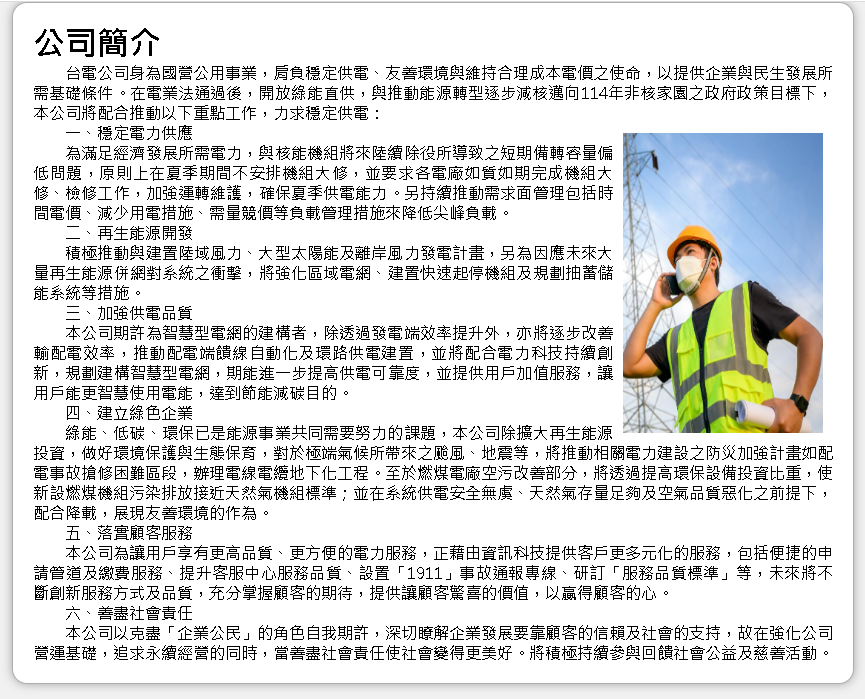 公司簡介
台電公司身為國營公用事業，肩負穩定供電、友善環境與維持合理成本電價之使命，以提供企業與民生發展所
需基礎條件。在電業法通過後，開放綠能直供，與推動能源轉型逐步減核邁向114年非核家園之政府政策目標下，
本公司將配合推動以下重點工作，力求穩定供電：
一、穩定電力供應
為滿足經濟發展所需電力，與核能機組將來陸續除役所導致之短期備轉容量偏
低問題，原則上在夏季期間不安排機組大修，並要求各電廠如質如期完成機組大
修、檢修工作，加強運轉維護，確保夏季供電能力。另持續推動需求面管理包括時
間電價、減少用電措施、需量競價等負載管理措施來降低尖峰負載。
二、再生能源開發
積極推動與建置陸域風力、大型太陽能及離岸風力發電計畫，另為因應未來大
量再生能源併網對系統之衝擊，將強化區域電網、建置快速起停機組及規劃抽蓄儲
能系統等措施。
三、加強供電品質
本公司期許為智慧型電網的建構者，除透過發電端效率提升外，亦將逐步改善
輸配電效率，推動配電端饋線自動化及環路供電建置，並將配合電力科技持續創
新，規劃建構智慧型電網，期能進一步提高供電可靠度，並提供用戶加值服務，讓
用戶能更智慧使用電能，達到節能減碳目的。
四、建立綠色企業
綠能、低碳、環保已是能源事業共同需要努力的課題，本公司除擴大再生能源
投資，做好環境保護與生態保育，對於極端氣候所帶來之颱風、地震等，將推動相關電力建設之防災加強計畫如配
電事故搶修困難區段，辦理電線電纜地下化工程。至於燃煤電廠空污改善部分，將透過提高環保設備投資比重，使
新設燃煤機組污染排放接近天然氣機組標準；並在系統供電安全無虞、天然氣存量足夠及空氣品質惡化之前提下，
配合降載，展現友善環境的作為。
五、落實顧客服務
本公司為讓用戶享有更高品質、更方便的電力服務，正藉由資訊科技提供客戶更多元化的服務，包括便捷的申
請管道及繳費服務、提升客服中心服務品質、設置「1911」事故通報專線、研訂「服務品質標準」等，未來將不
斷創新服務方式及品質，充分掌握顧客的期待，提供讓顧客驚喜的價值，以贏得顧客的心。
六、善盡社會責任
本公司以克盡「企業公民」的角色自我期許，深切瞭解企業發展要靠顧客的信賴及社會的支持，故在強化公司
營運基礎，追求永續經營的同時，當善盡社會責任使社會變得更美好。將積極持續參與回饋社會公益及慈善活動。